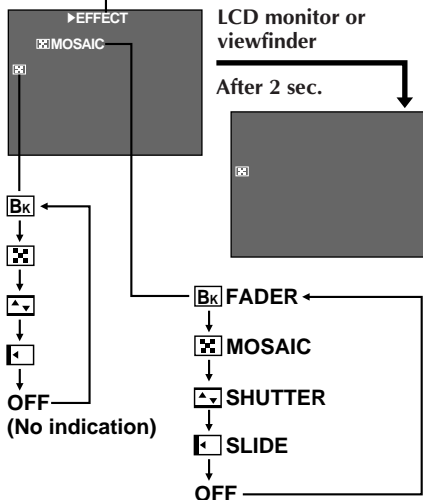 ▶EFFECT
MOSAIC
LCD monitor or
viewfinder
After 2 sec.
BK
OFF
(No indication)
BK FADER
MOSAIC
SHUTTER
SLIDE
OFF